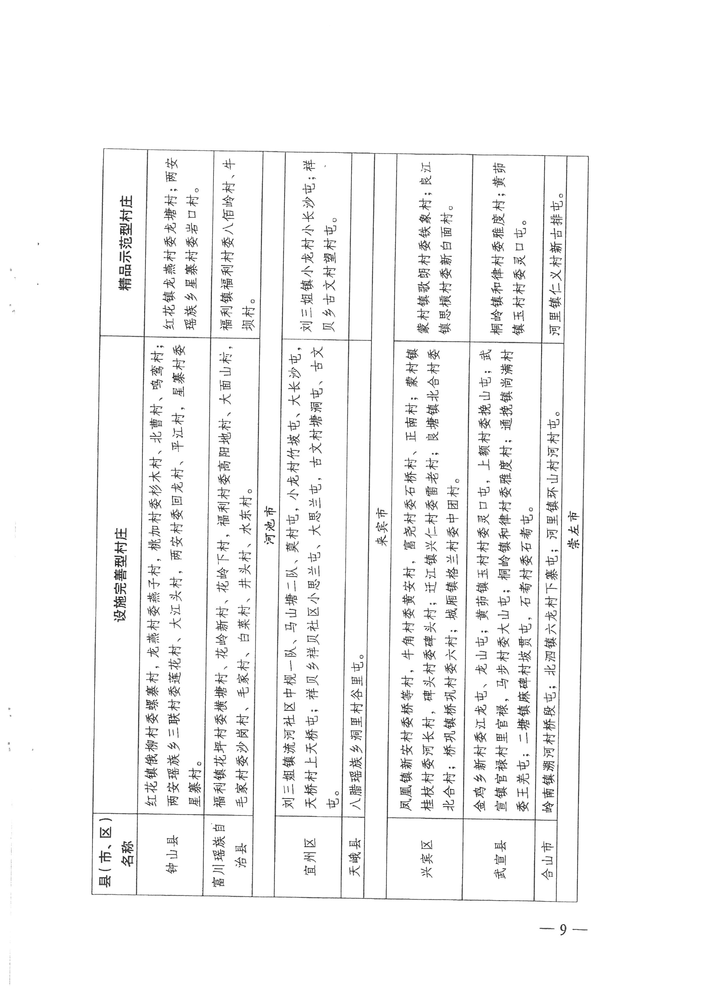 县(市、区)
名称
设施完善型村庄
精品示范型村庄
钟山县
红花镇俄柳村委螺寨村，龙燕村委燕子村，桃加村委杉木村、北曹村、鸣鸾村；
两安瑶族乡三联村委莲花村、大江头村，两安村委回龙村、平江村，星寨村委
星寨村。
红花镇龙燕村委龙塘村；两安
瑶族乡星寨村委岩口村。
富川瑶族自
治县
福利镇花坪村委横塘村、花岭新村、花岭下村，福利村委高阳地村、大面山村，
毛家村委沙岗村、毛家村、白菜村、井头村、水东村。
福利镇福利村委八佰岭村、牛
坝村。
河池市
宜州区
刘三姐镇流河社区中枧一队、马山塘二队、莫村屯，小龙村竹坡屯、大长沙屯，
天桥村上天桥屯；祥贝乡祥贝社区小思兰屯、大思兰屯，古文村塘洞屯、古文
屯。
刘三姐镇小龙村小长沙屯；祥
贝乡古文村望村屯。
天峨县
八腊瑶族乡洞里村谷里屯。
来宾市
兴宾区
凤凰镇新安村委桥等村，牛角村委黄安村，富尧村委石桥村、正南村；蒙村镇
桂枝村委河长村，碑头村委碑头村；迁江镇兴仁村委雷老村；良塘镇北合村委
北合村；桥巩镇桥巩村委六村；城厢镇格兰村委中团村。
蒙村镇歌朗村委铁象村；良江
镇思横村委新白面村。
武宣县
金鸡乡新村委江龙屯、龙山屯；黄茆镇玉村村委灵口屯，上额村委挽山屯；武
宣镇官禄村里官禄，马步村委大山屯；桐岭镇和律村委雅度村；通挽镇尚满村
委王羌屯；二塘镇麻碑村坡贯屯，石耇村委石耇屯。
桐岭镇和律村委雅度村；黄茆
镇玉村村委灵口屯。
合山市
岭南镇溯河村桥段屯；北泗镇六龙村下寨屯；河里镇环山村河村屯。
河里镇仁义村新古排屯。
崇左市
— 9 —